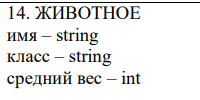 14. ЖИВОТНОЕ
имя – string
класс – string
средний вес – int